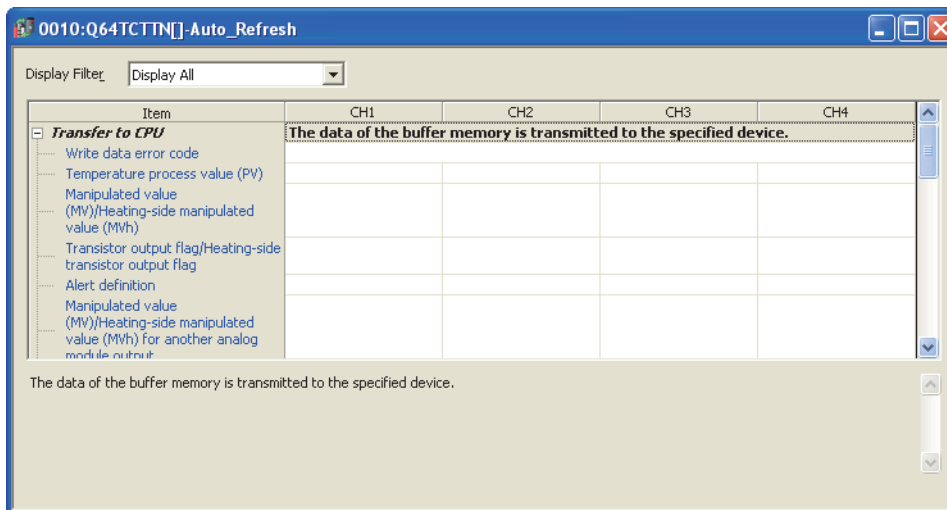 0010:Q64TCTTN[]-Auto_Refresh
Display Filter Display All
Item CH1 CH2 CH3 CH4
Transfer to CPU The data of the buffer memory is transmitted to the specified device.
Write data error code
Temperature process value (PV)
Manipulated value
(MV)/Heating-side manipulated
value (MVh)
Transistor output flag/Heating-side
transistor output flag
Alert definition
Manipulated value
(MV)/Heating-side manipulated
value (MVh) for another analog
module output
The data of the buffer memory is transmitted to the specified device.